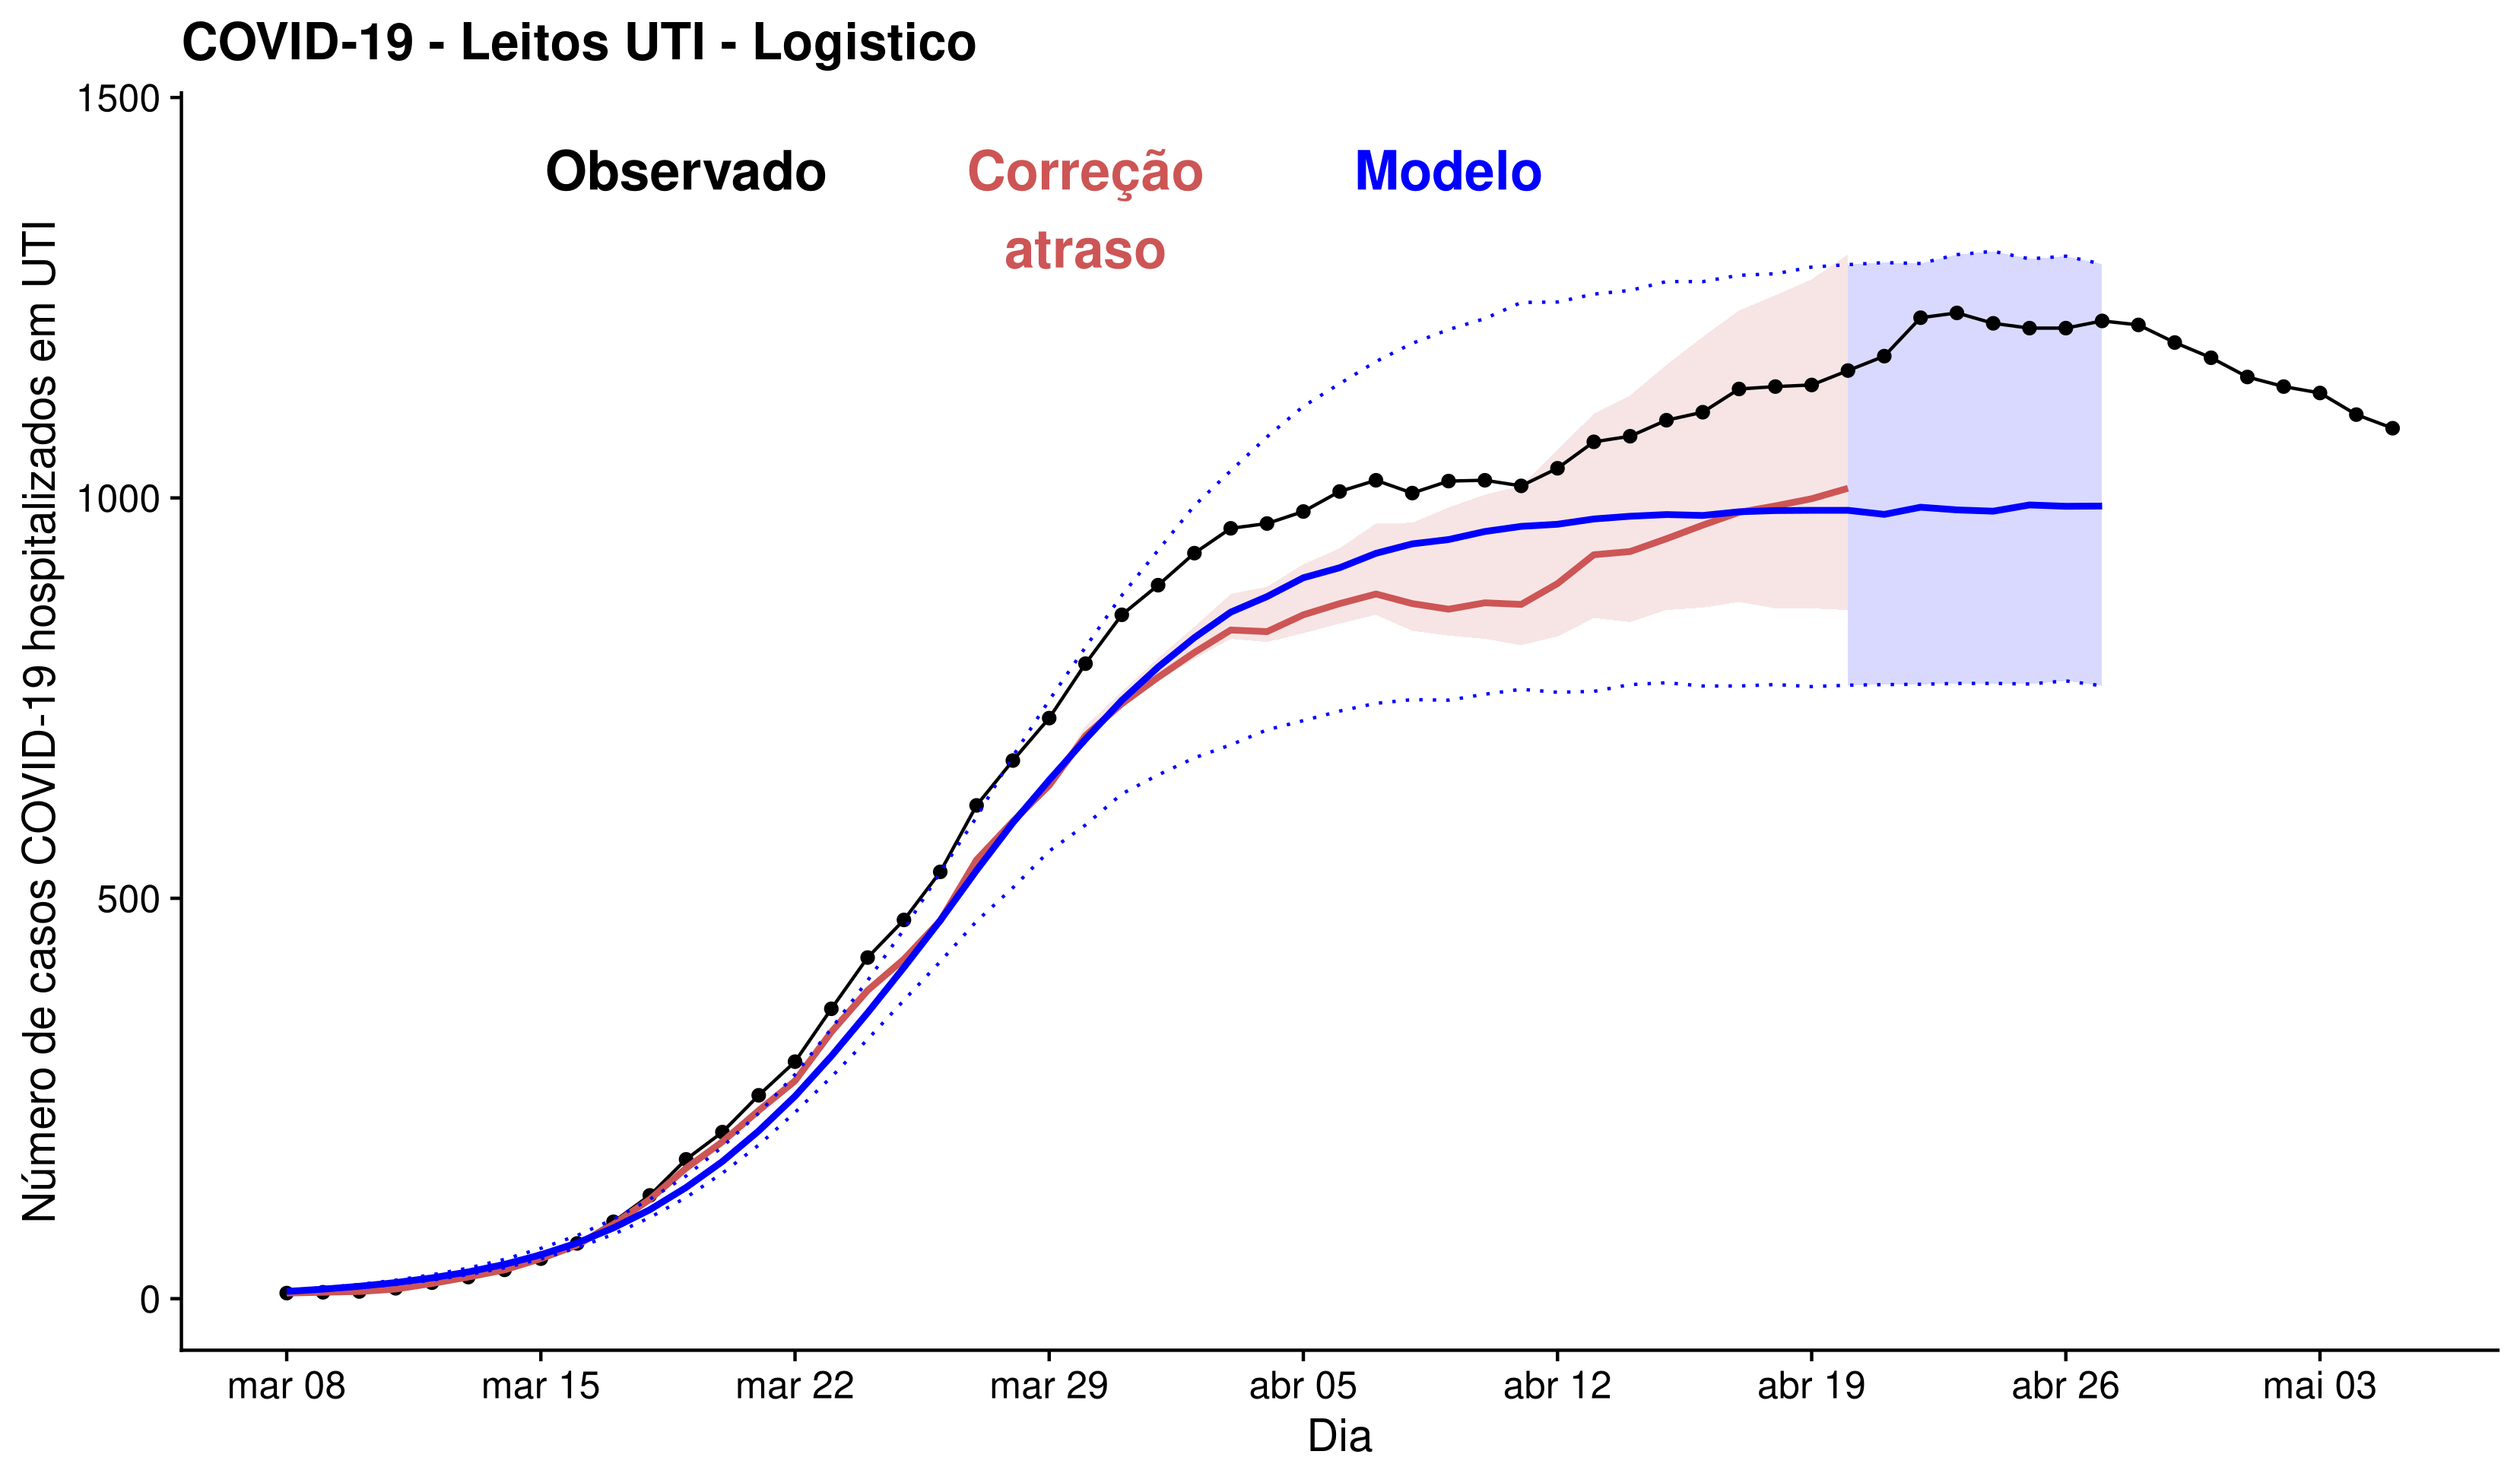 COVID-19 - Leitos UTI - Logistico
1500
1000
500
0
Número de casos COVID-19 hospitalizados em UTI
Observado
Correção
atraso
Modelo
mar 08
mar 15
mar 22
mar 29
abr 05
abr 12
abr 19
abr 26
mai 03
Dia